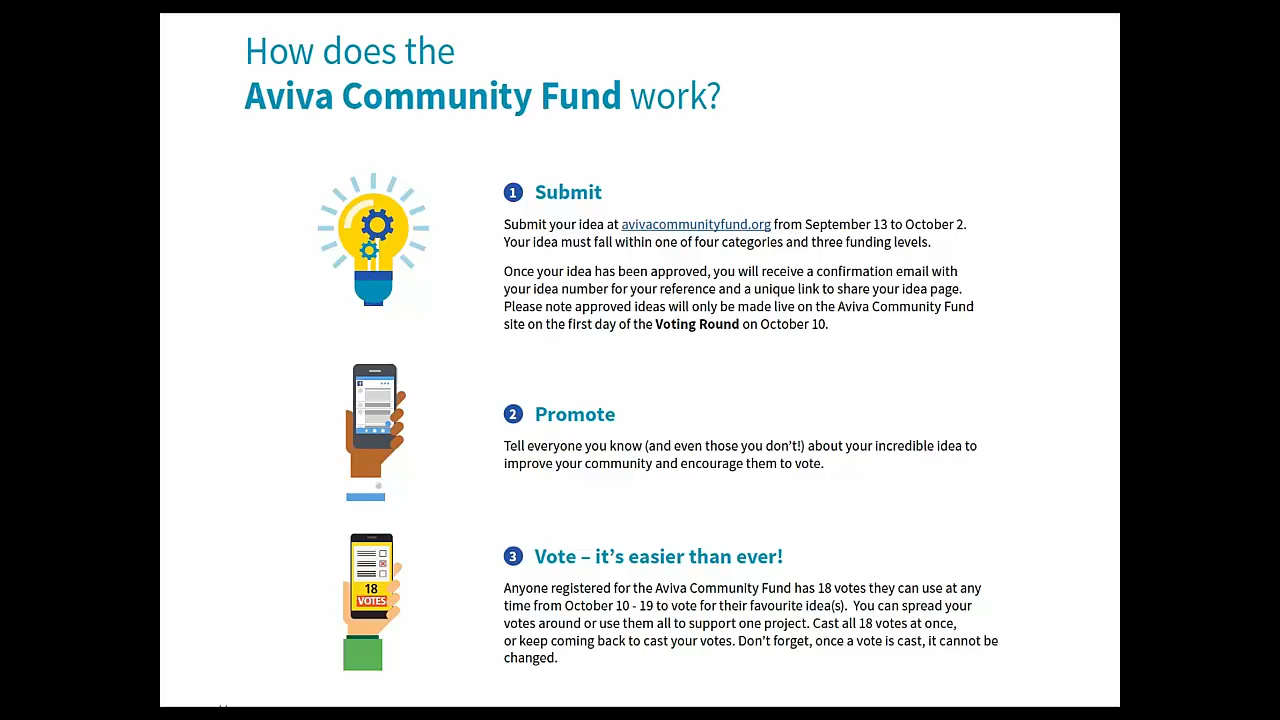 How does the
Aviva Community Fund work?
1 Submit
Submit your idea at avivacommunityfund.org from September 13 to October 2.
Your idea must fall within one of four categories and three funding levels.
Once your idea has been approved, you will receive a confirmation email with
your idea number for your reference and a unique link to share your idea page.
Please note approved ideas will only be made live on the Aviva Community Fund
site on the first day of the Voting Round on October 10.
2 Promote
Tell everyone you know (and even those you don't!) about your incredible idea to
improve your community and encourage them to vote.
18
VOTES
3 Vote – it's easier than ever!
Anyone registered for the Aviva Community Fund has 18 votes they can use at any
time from October 10 - 19 to vote for their favourite idea(s). You can spread your
votes around or use them all to support one project. Cast all 18 votes at once,
or keep coming back to cast your votes. Don't forget, once a vote is cast, it cannot be
changed.